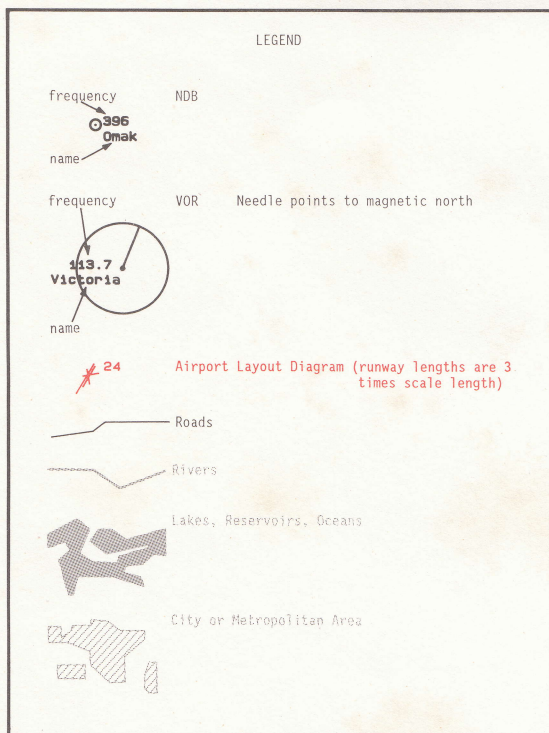 LEGEND
frequency NDB
396
Omak
name
frequency VOR Needle points to magnetic north
113.7
Victoria
name
24 Airport Layout Diagram (runway lengths are 3
times scale length)
Roads
Rivers
Lakes, Reservoirs, Oceans
City or Metropolitan Area